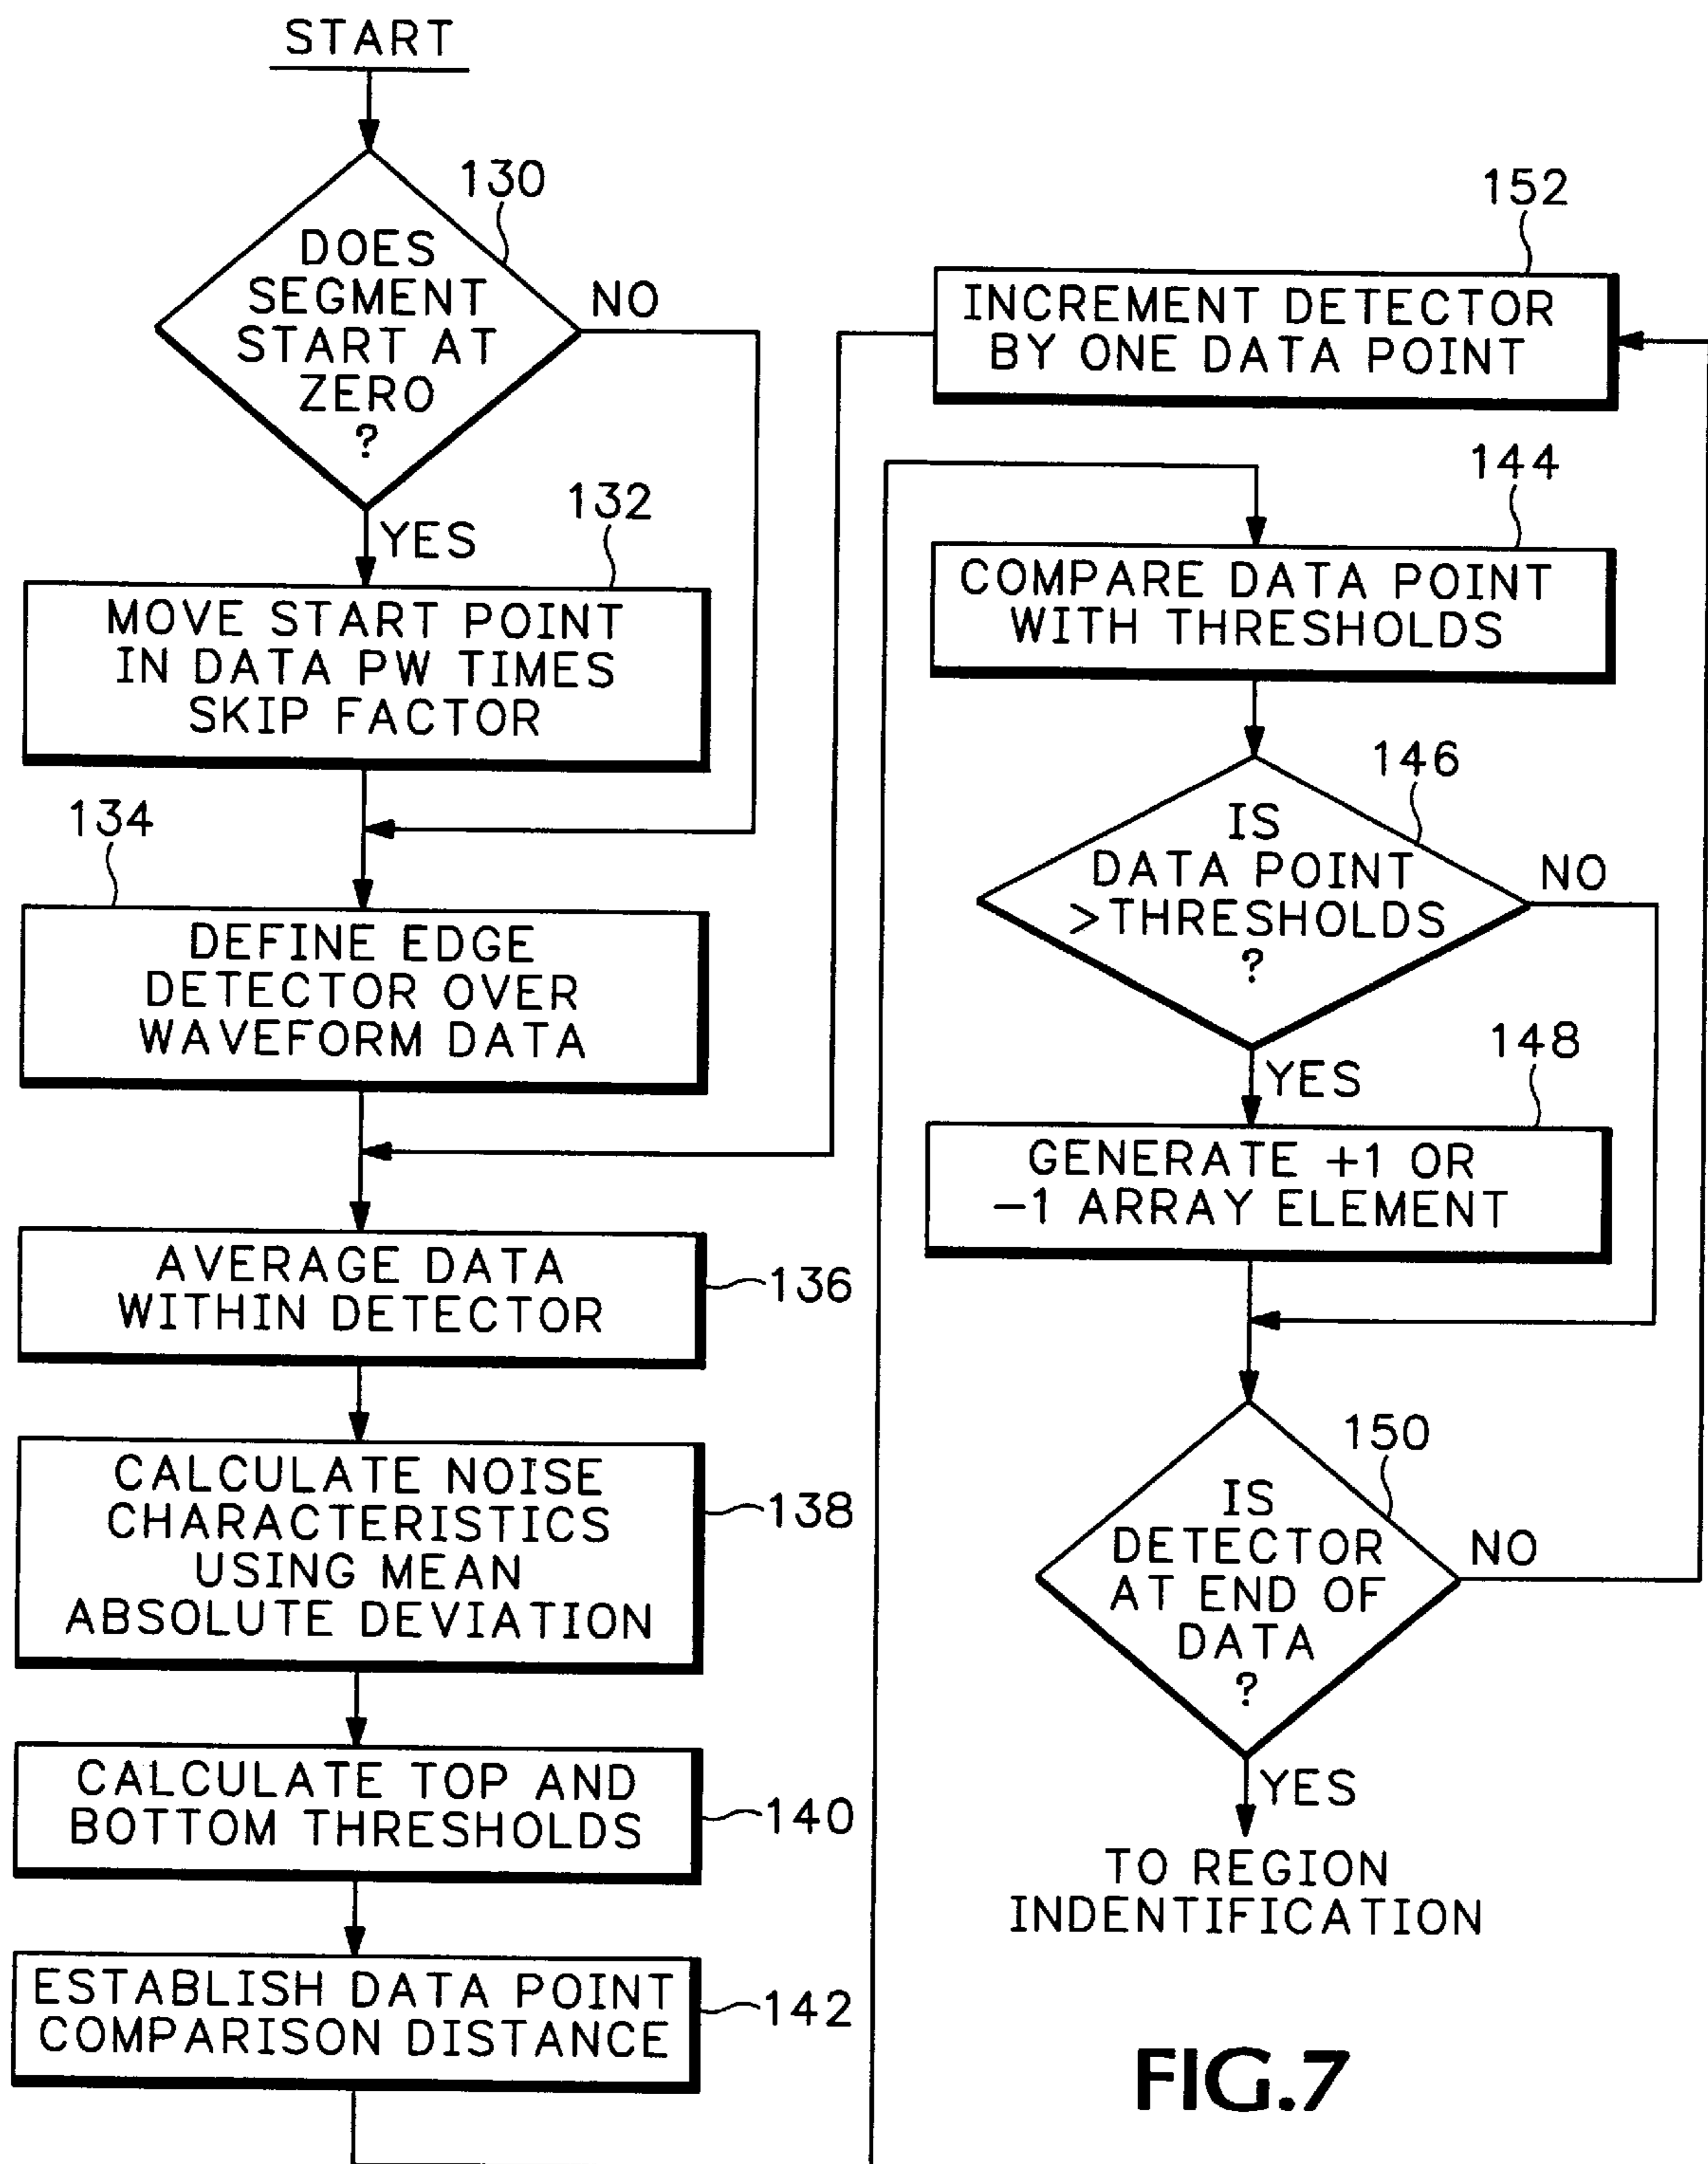 START
130
DOES
SEGMENT
START AT
ZERO
?
NO
YES
132
MOVE START POINT
IN DATA PW TIMES
SKIP FACTOR
134
DEFINE EDGE
DETECTOR OVER
WAVEFORM DATA
AVERAGE DATA
WITHIN DETECTOR
136
CALCULATE NOISE
CHARACTERISTICS
USING MEAN
ABSOLUTE DEVIATION
138
CALCULATE TOP AND
BOTTOM THRESHOLDS
140
ESTABLISH DATA POINT
COMPARISON DISTANCE
142
152
INCREMENT DETECTOR
BY ONE DATA POINT
144
COMPARE DATA POINT
WITH THRESHOLDS
146
IS
DATA POINT
>THRESHOLDS
?
NO
YES
148
GENERATE +1 OR
-1 ARRAY ELEMENT
150
IS
DETECTOR
AT END OF
DATA
?
NO
YES
TO REGION
INDENTIFICATION
FIG.7